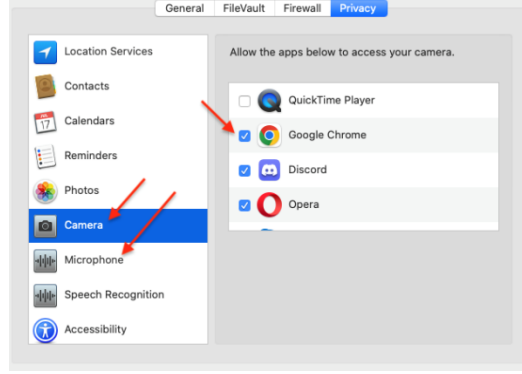 General FileVault Firewall Privacy
Location Services
Contacts
JUL
17
Calendars
Reminders
Photos
Camera
Microphone
Speech Recognition
Accessibility
Allow the apps below to access your camera.
QuickTime Player
Google Chrome
Discord
Opera